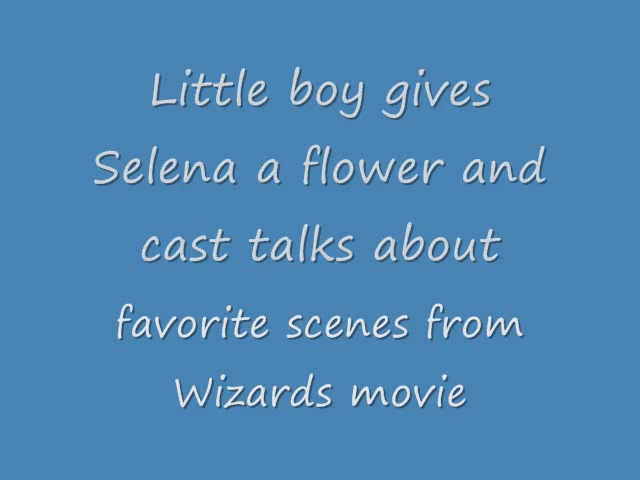 Little boy gives
Selena a flower and
cast talks about
favorite scenes from
Wizards movie